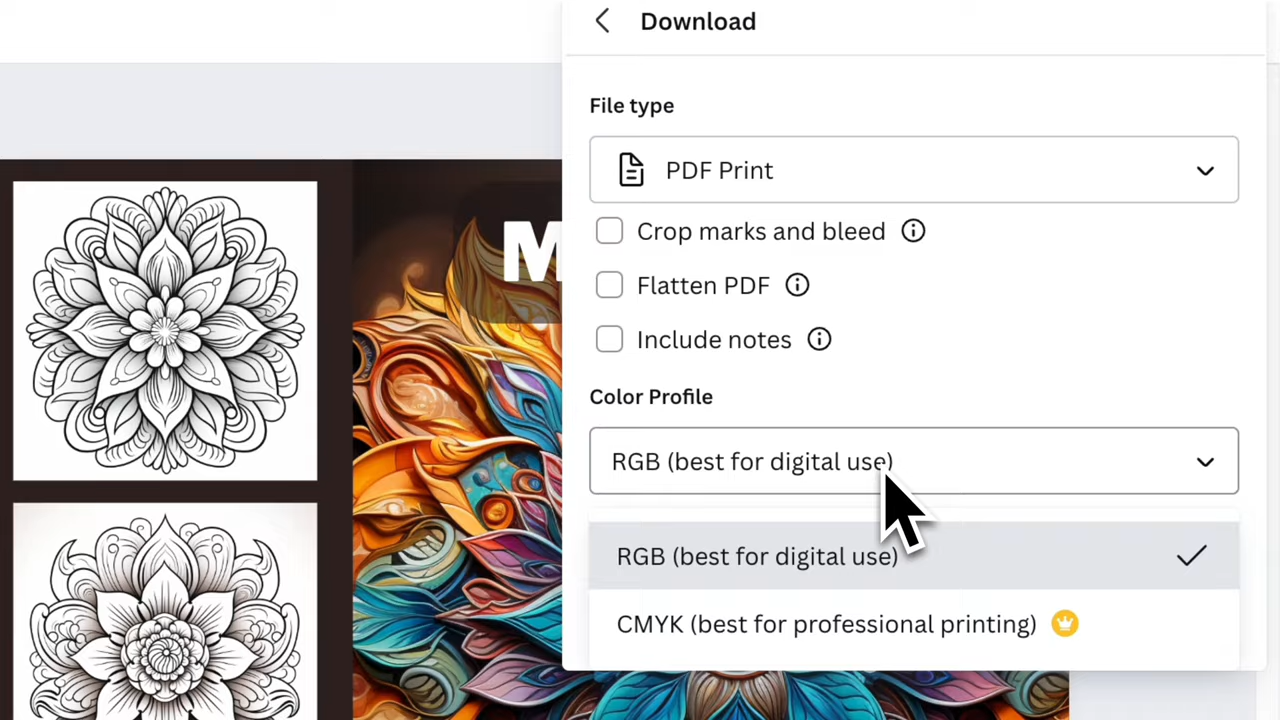 Download
File type
PDF Print
Crop marks and bleed
Flatten PDF
Include notes
Color Profile
RGB (best for digital use)
RGB (best for digital use)
CMYK (best for professional printing)
M